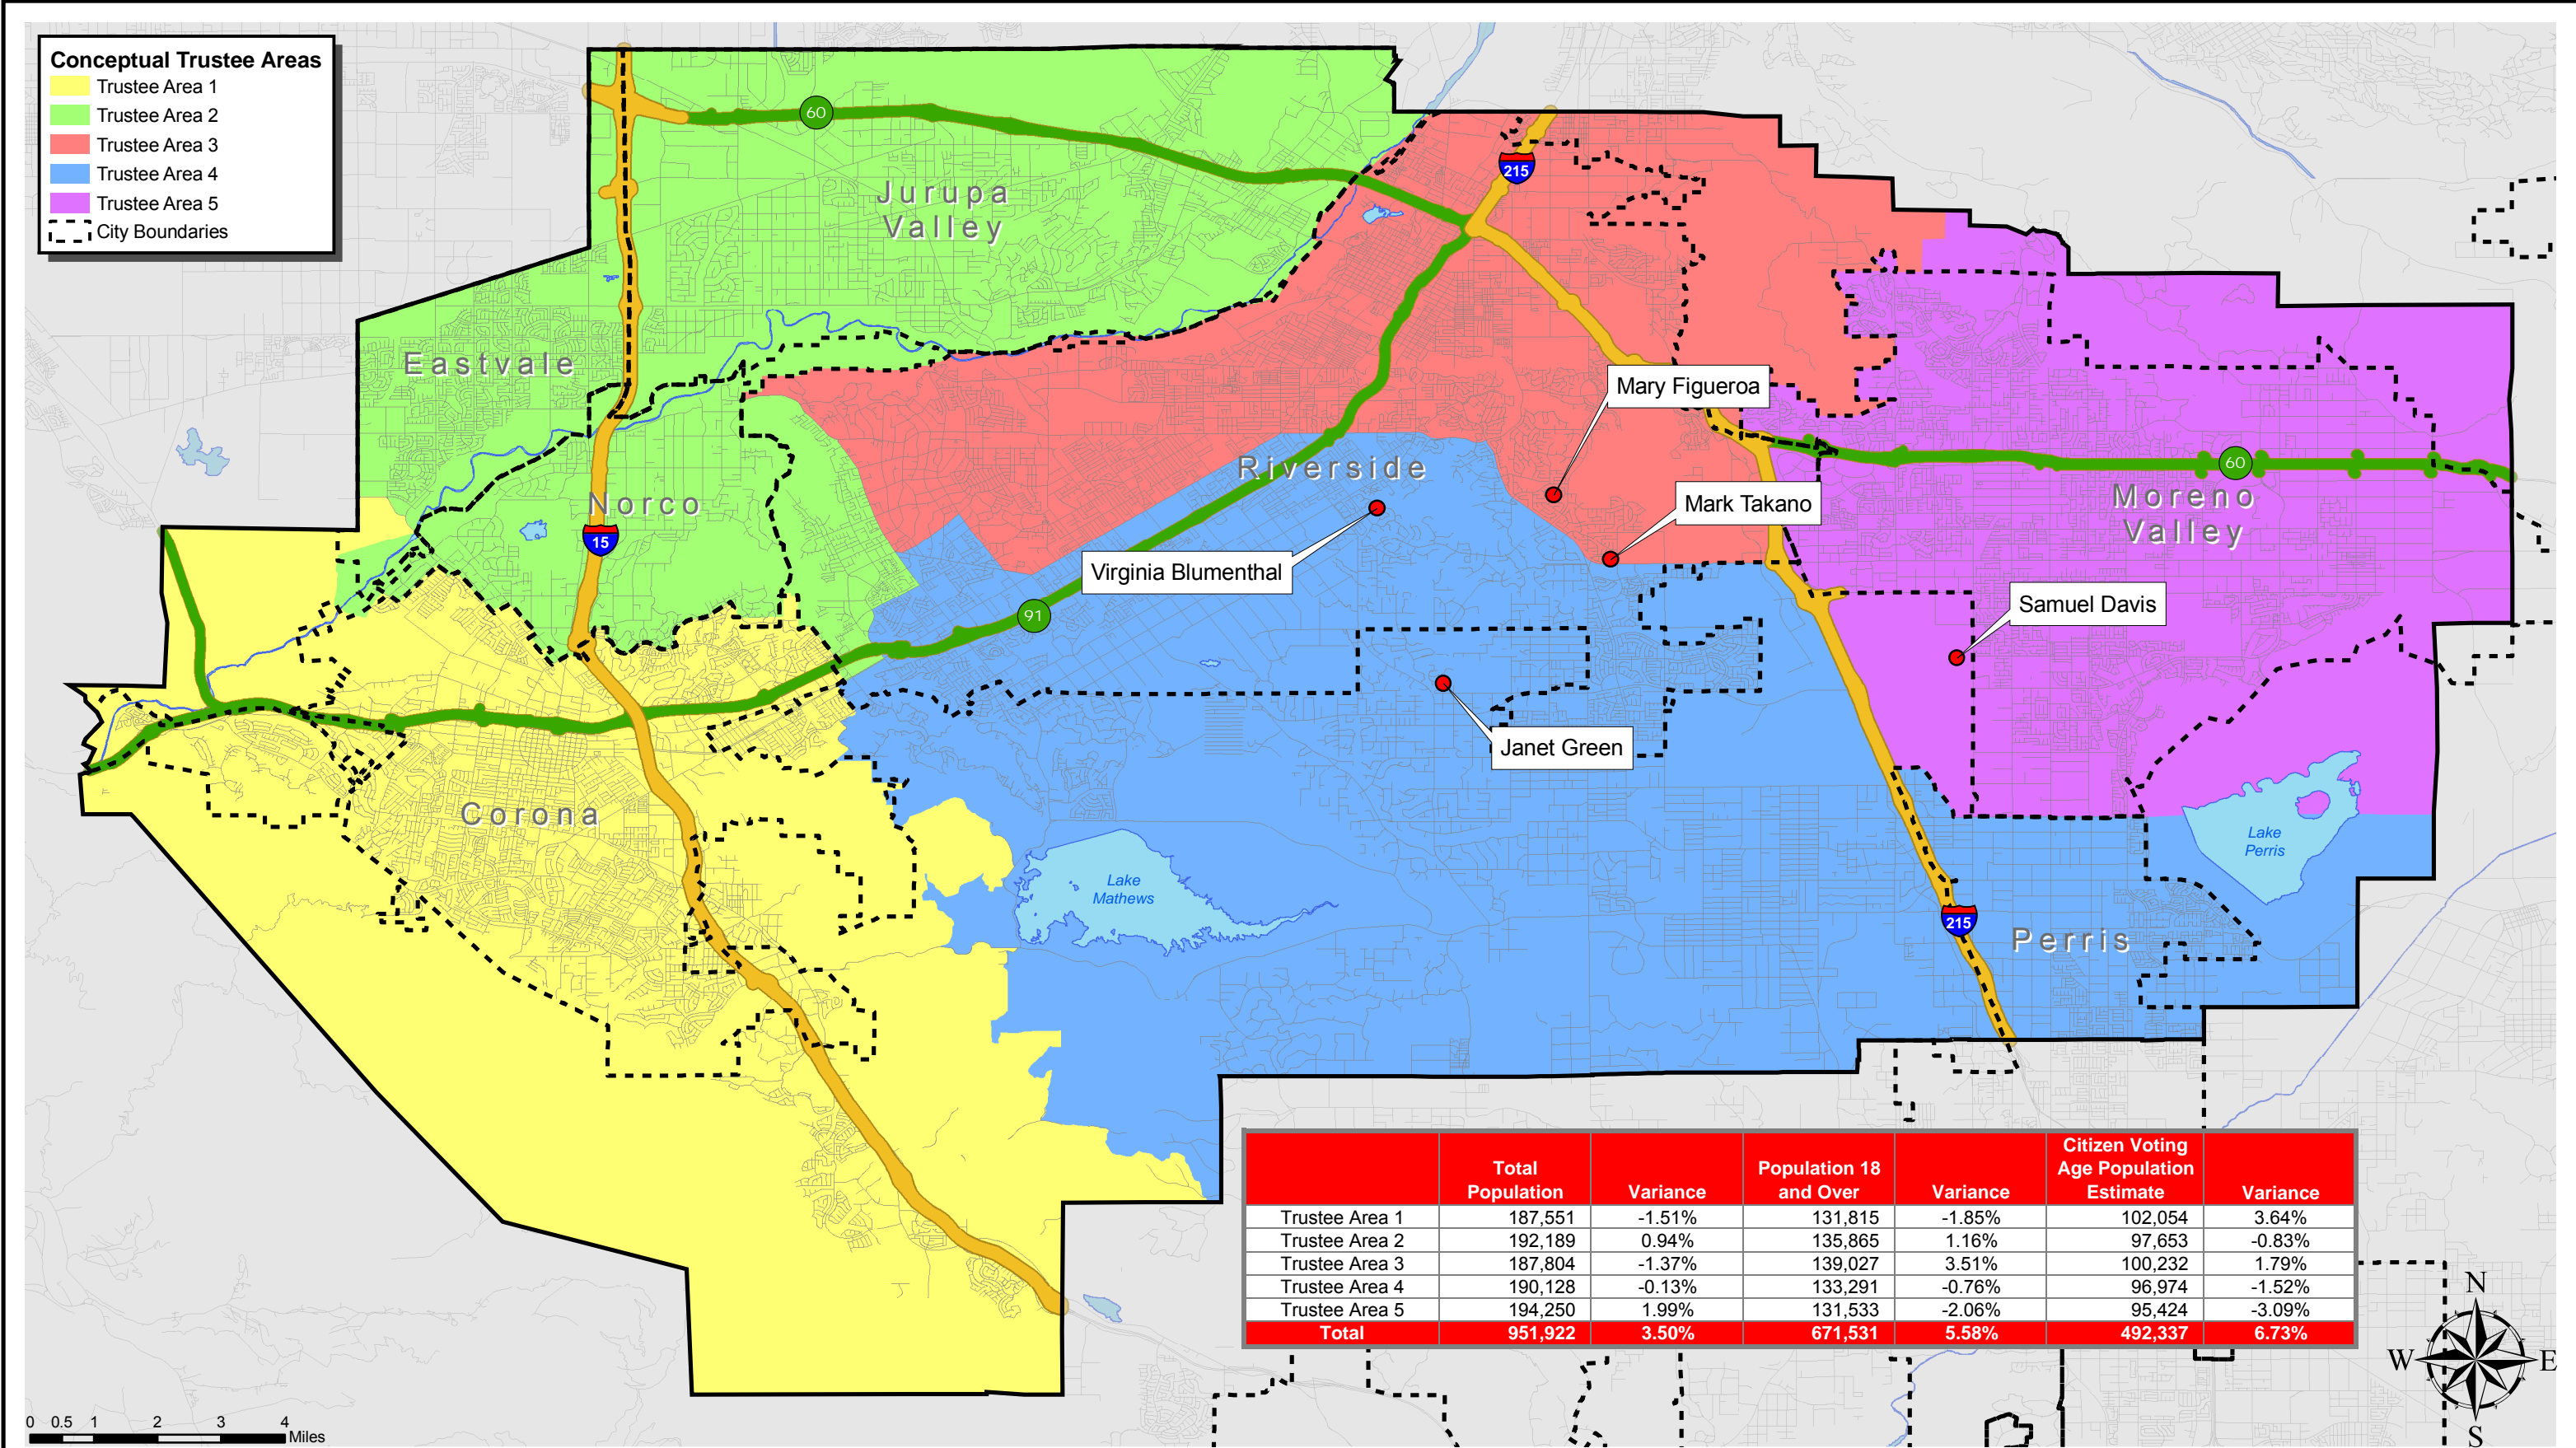 Conceptual Trustee Areas
Trustee Area 1
Trustee Area 2
Trustee Area 3
Trustee Area 4
Trustee Area 5
City Boundaries
60
215
Jurupa
Valley
Eastvale
Mary Figueroa
Riverside
60
Norco
Mark Takano
Moreno
Valley
15
Virginia Blumenthal
91
Samuel Davis
Janet Green
Corona
Lake
Perris
Lake
Mathews
215
Perris
Total Population Variance Population 18 and Over Variance Citizen Voting Age Population Estimate Variance
Trustee Area 1 187,551 -1.51% 131,815 -1.85% 102,054 3.64%
Trustee Area 2 192,189 0.94% 135,865 1.16% 97,653 -0.83%
Trustee Area 3 187,804 -1.37% 139,027 3.51% 100,232 1.79%
Trustee Area 4 190,128 -0.13% 133,291 -0.76% 96,974 -1.52%
Trustee Area 5 194,250 1.99% 131,533 -2.06% 95,424 -3.09%
Total 951,922 3.50% 671,531 5.58% 492,337 6.73%
N
W E
S
0 0.5 1 2 3 4
Miles